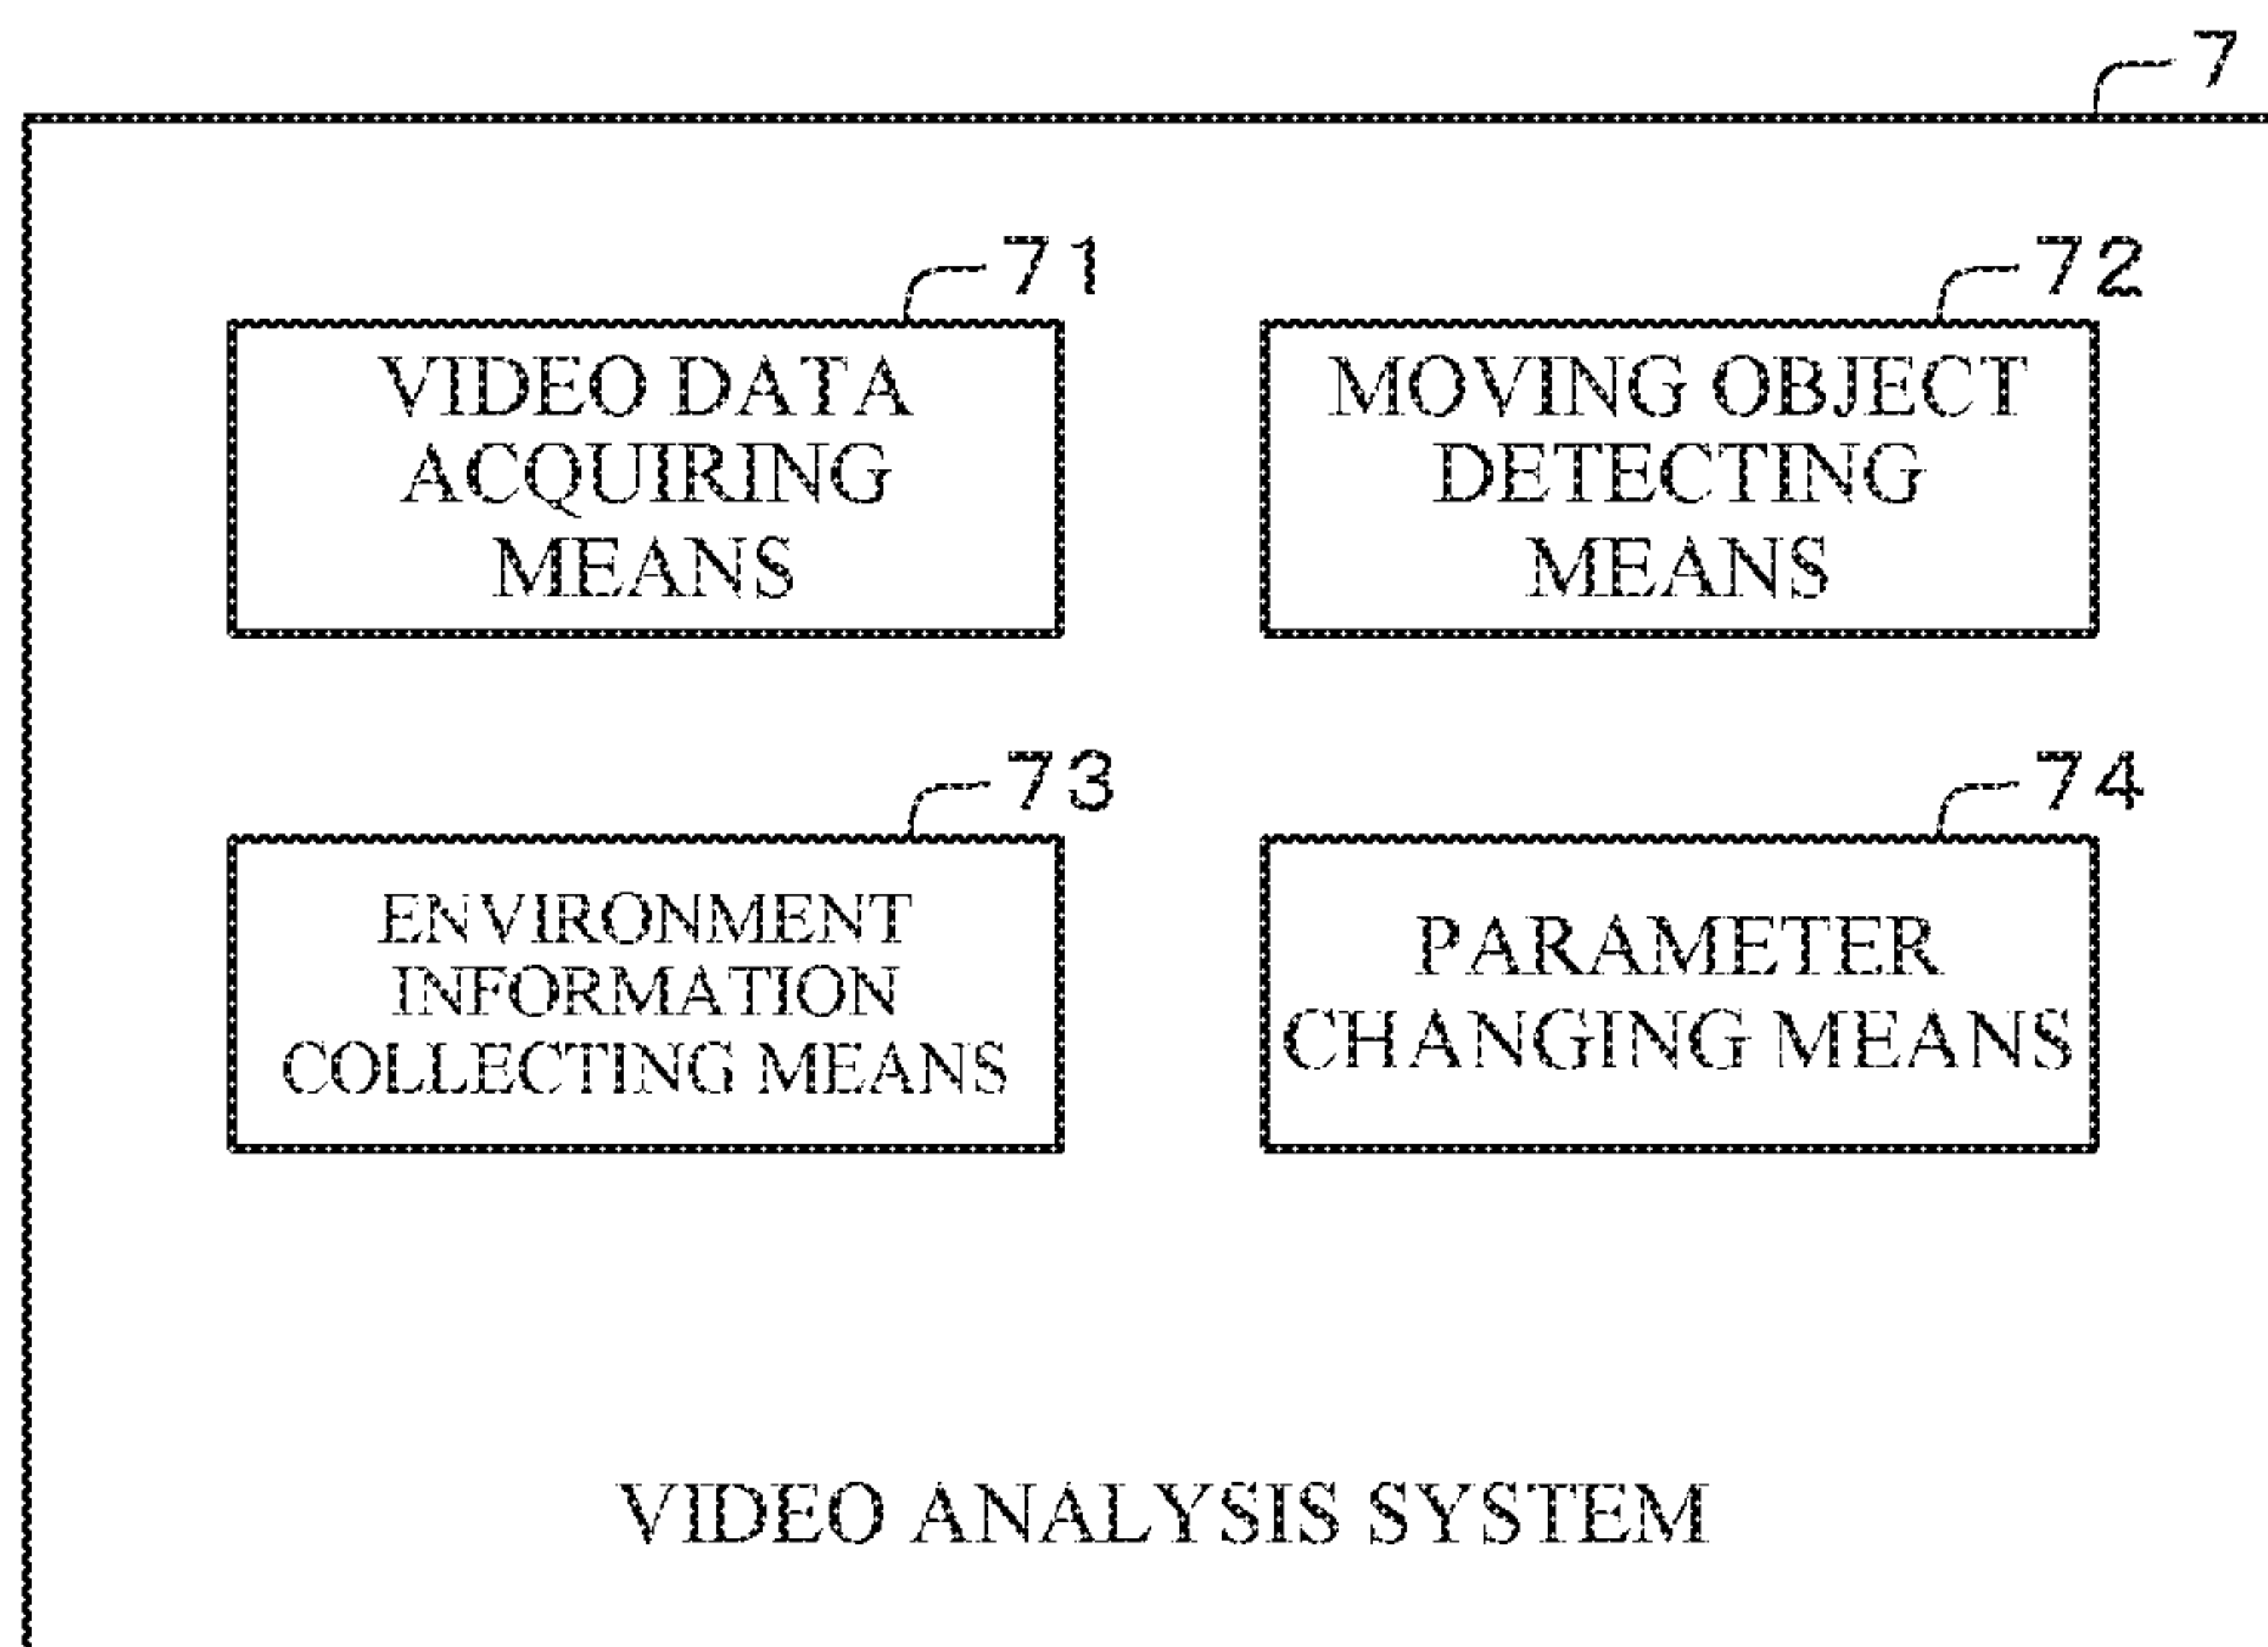 7
71
VIDEO DATA
ACQUIRING
MEANS
72
MOVING OBJECT
DETECTING
MEANS
73
ENVIRONMENT
INFORMATION
COLLECTING MEANS
74
PARAMETER
CHANGING MEANS
VIDEO ANALYSIS SYSTEM